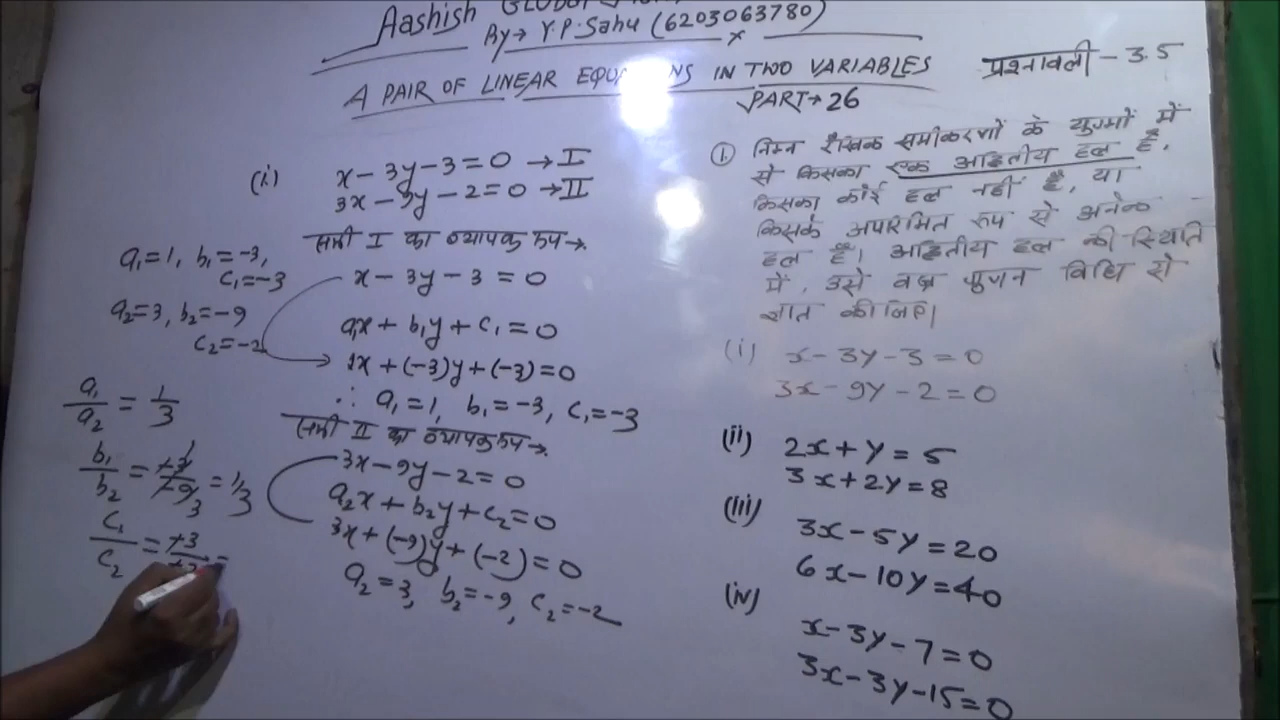 Aashish
By→ Y.P.Sahu (6203063780)
A PAIR OF LINEAR IN TWO VARIABLES
PART→26
प्रश्नावली - 3.5
(i) x - 3y - 3 = 0 → I
3x - 9y - 2 = 0 → II
समी I का व्यापक रूप→
x - 3y - 3 = 0
a₁x + b₁y + c₁ = 0
1x + (-3)y + (-3) = 0
∴ a₁ = 1, b₁ = -3, c₁ = -3
समी II का व्यापक रूप→
3x - 9y - 2 = 0
a₂x + b₂y + c₂ = 0
3x + (-9)y + (-2) = 0
a₂ = 3, b₂ = -9, c₂ = -2
a₁ = 1, b₁ = -3,
c₁ = -3
a₂ = 3, b₂ = -9
c₂ = -2
a₁/a₂ = 1/3
b₁/b₂ = -3/-9 = 1/3
c₁/c₂ = -3/ =
① निम्न रैखिक समीकरणों के युग्मों में
से किसका एक अद्वितीय हल है,
किसका कोई हल नहीं है, या
किसके अपरमित रूप से अनेक
हल है। अद्वितीय हल की स्थिति
में, उसे वज्र गुणन विधि से
ज्ञात कीजिए।
(i) x - 3y - 3 = 0
3x - 9y - 2 = 0
(ii) 2x + y = 5
3x + 2y = 8
(iii) 3x - 5y = 20
6x - 10y = 40
(iv) x - 3y - 7 = 0
3x - 3y - 15 = 0